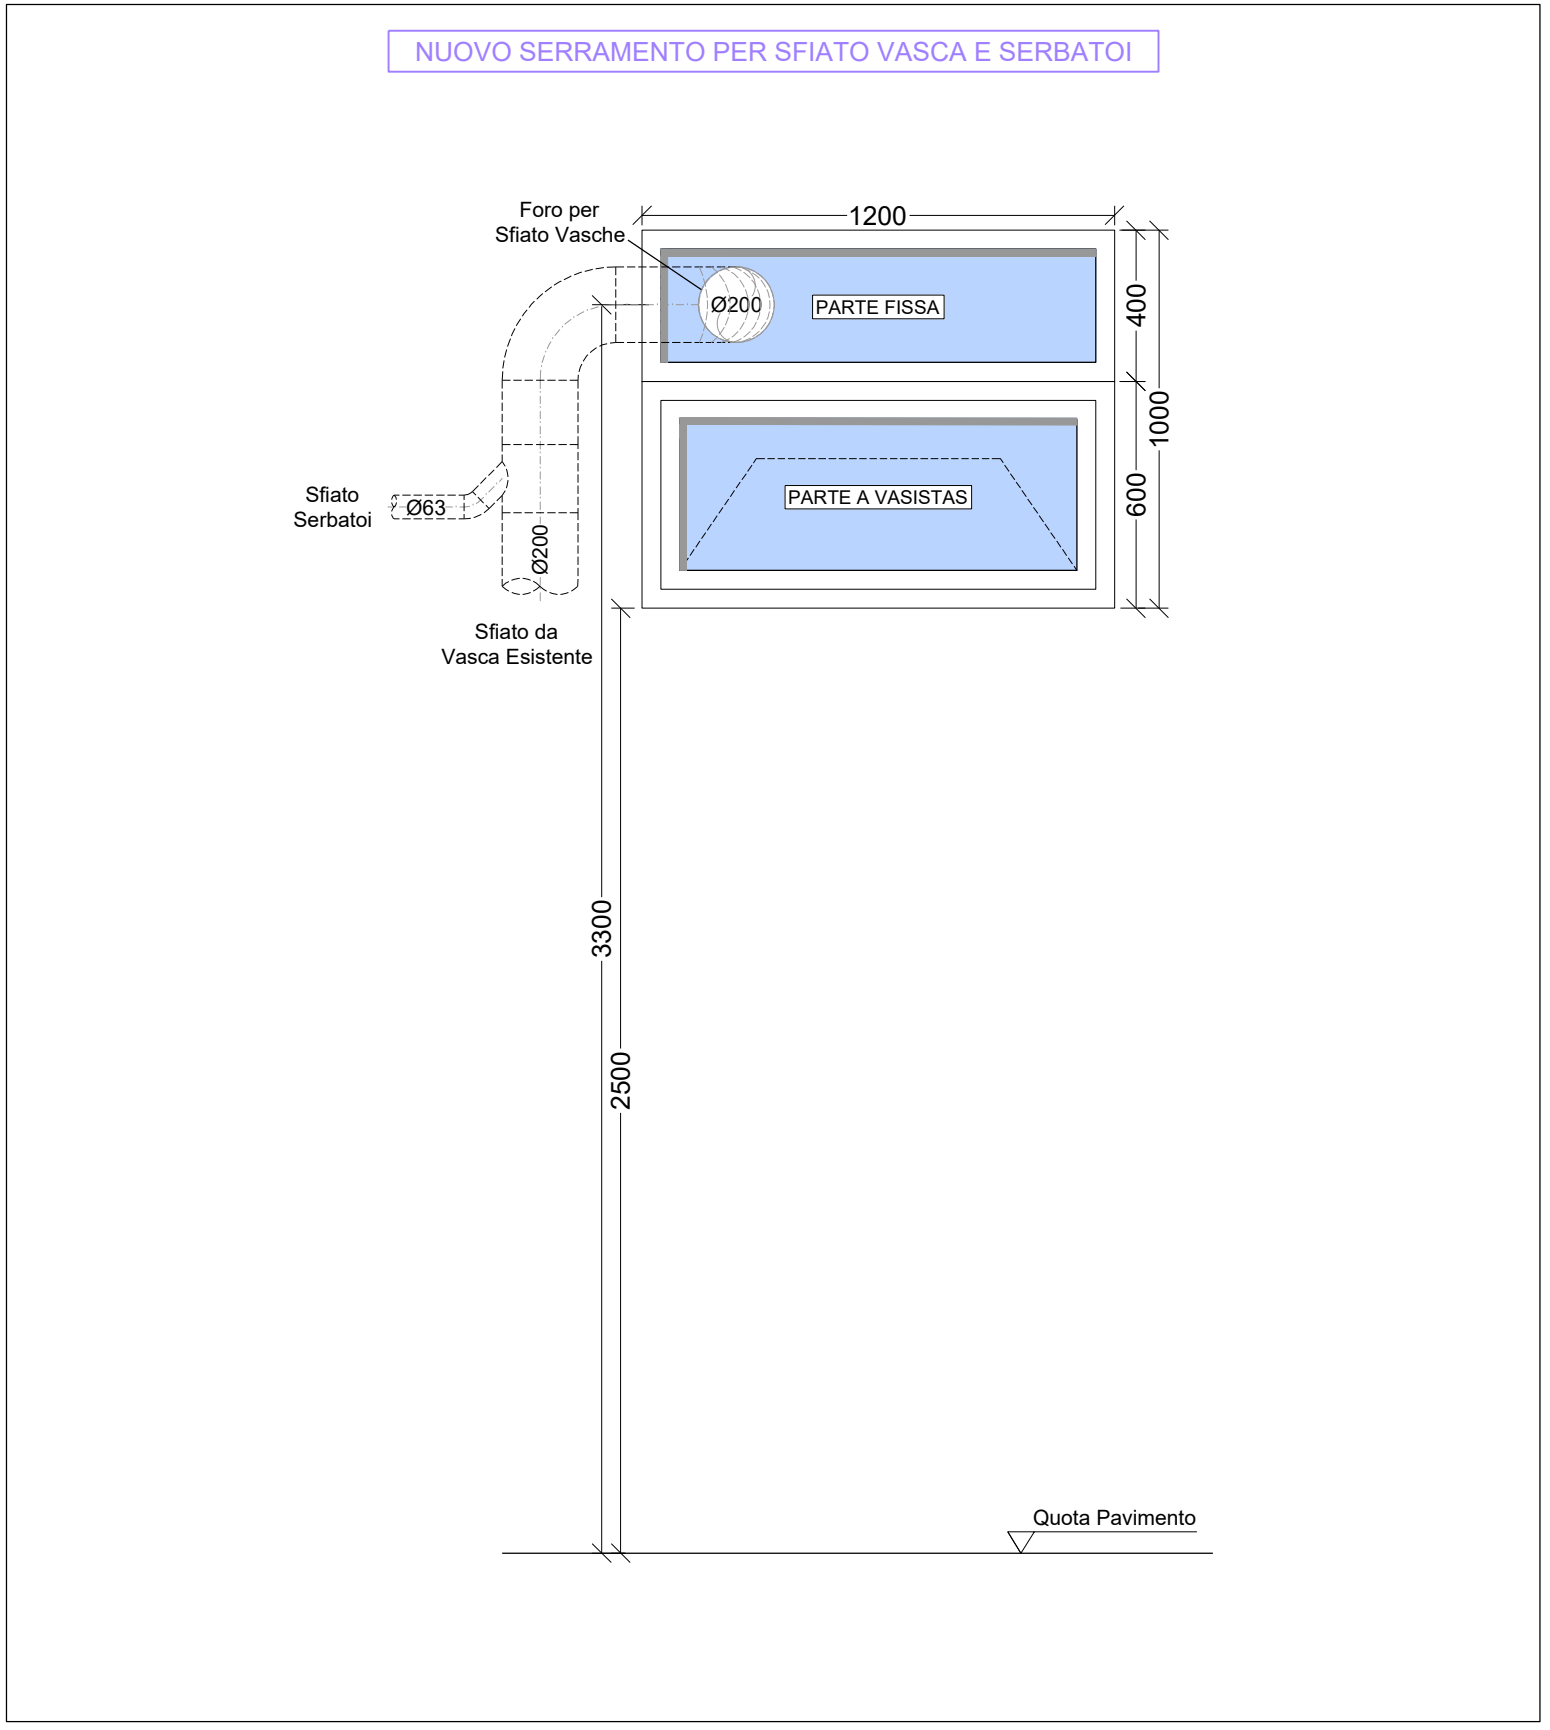 NUOVO SERRAMENTO PER SFIATO VASCA E SERBATOI
Foro per
Sfiato Vasche
1200
Ø200
PARTE FISSA
400
1000
600
PARTE A VASISTAS
Sfiato
Serbatoi
Ø63
Ø200
Sfiato da
Vasca Esistente
3300
2500
Quota Pavimento